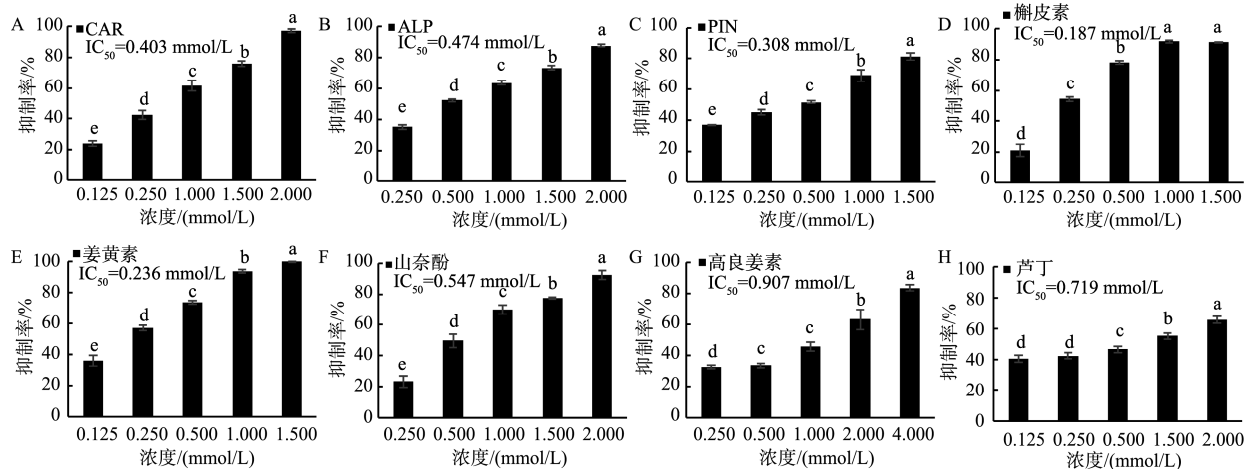 A
CAR
IC50=0.403 mmol/L
抑制率/%
100
80
60
40
20
0
e
d
c
b
a
0.125 0.250 1.000 1.500 2.000
浓度/(mmol/L)
B
ALP
IC50=0.474 mmol/L
抑制率/%
100
80
60
40
20
0
e
d
c
b
a
0.250 0.500 1.000 1.500 2.000
浓度/(mmol/L)
C
PIN
IC50=0.308 mmol/L
抑制率/%
100
80
60
40
20
0
e
d
c
b
a
0.125 0.250 0.500 1.000 1.500
浓度/(mmol/L)
D
槲皮素
IC50=0.187 mmol/L
抑制率/%
100
80
60
40
20
0
d
c
b
a
a
0.125 0.250 0.500 1.000 1.500
浓度/(mmol/L)
E
姜黄素
IC50=0.236 mmol/L
抑制率/%
100
80
60
40
20
0
e
d
c
b
a
0.125 0.250 0.500 1.000 1.500
浓度/(mmol/L)
F
山奈酚
IC50=0.547 mmol/L
抑制率/%
100
80
60
40
20
0
e
d
c
b
a
0.250 0.500 1.000 1.500 2.000
浓度/(mmol/L)
G
高良姜素
IC50=0.907 mmol/L
抑制率/%
100
80
60
40
20
0
d
c
c
b
a
0.250 0.500 1.000 2.000 4.000
浓度/(mmol/L)
H
芦丁
IC50=0.719 mmol/L
抑制率/%
100
80
60
40
20
0
d
d
c
b
a
0.125 0.250 0.500 1.500 2.000
浓度/(mmol/L)